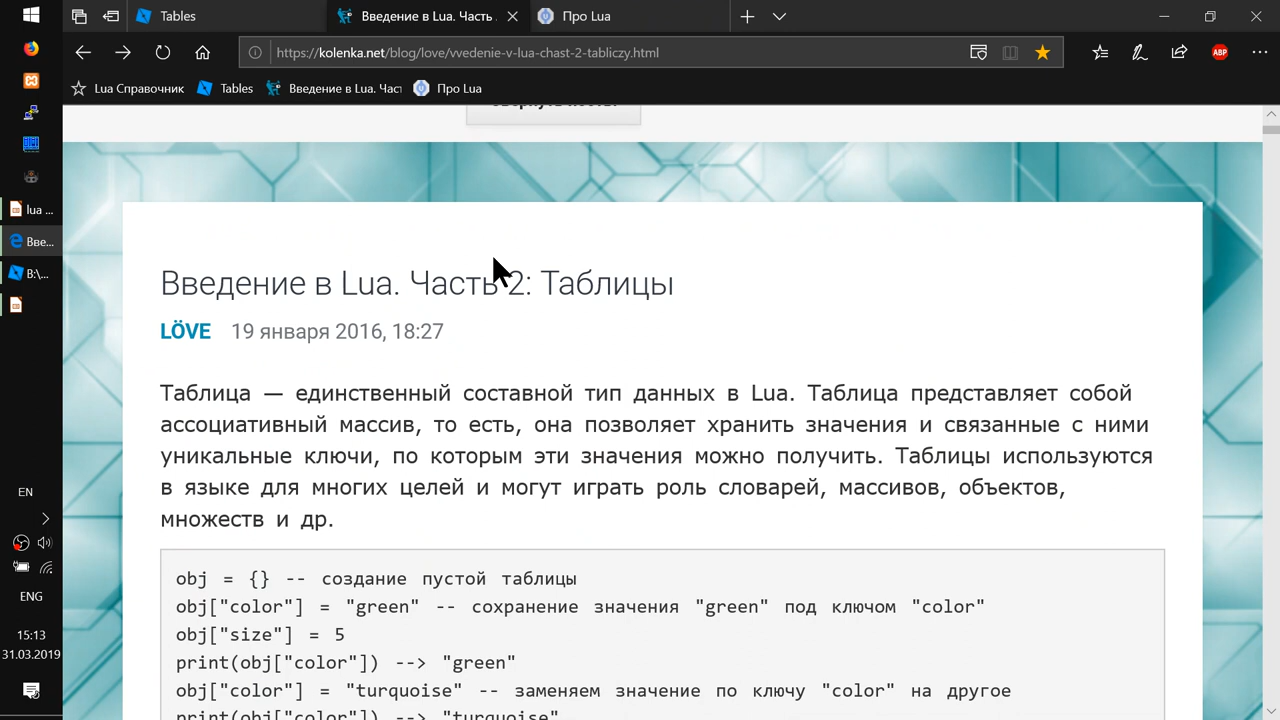 Tables
Введение в Lua. Часть
Про Lua
https://kolenka.net/blog/love/vvedenie-v-lua-chast-2-tabliczy.html
ABP
Lua Справочник
Tables
Введение в Lua. Част
Про Lua
Введение в Lua. Часть 2: Таблицы
LÖVE 19 января 2016, 18:27
Таблица — единственный составной тип данных в Lua. Таблица представляет собой
ассоциативный массив, то есть, она позволяет хранить значения и связанные с ними
уникальные ключи, по которым эти значения можно получить. Таблицы используются
в языке для многих целей и могут играть роль словарей, массивов, объектов,
множеств и др.
obj = {} -- создание пустой таблицы
obj["color"] = "green" -- сохранение значения "green" под ключом "color"
obj["size"] = 5
print(obj["color"]) --> "green"
obj["color"] = "turquoise" -- заменяем значение по ключу "color" на другое
print(obj["color"]) --> "turquoise"
lua ...
Вве...
B:\...
EN
ENG
15:13
31.03.2019